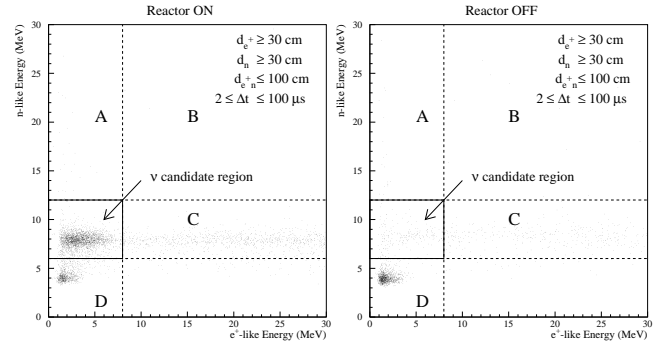 Reactor ON
n-like Energy (MeV)
30
25
20
15
10
5
0
d_e+ ≥ 30 cm
d_n ≥ 30 cm
d_e+n ≤ 100 cm
2 ≤ Δt ≤ 100 μs
A
B
ν candidate region
C
D
0 5 10 15 20 25 30
e⁺-like Energy (MeV)
Reactor OFF
n-like Energy (MeV)
30
25
20
15
10
5
0
d_e+ ≥ 30 cm
d_n ≥ 30 cm
d_e+n ≤ 100 cm
2 ≤ Δt ≤ 100 μs
A
B
ν candidate region
C
D
0 5 10 15 20 25 30
e⁺-like Energy (MeV)